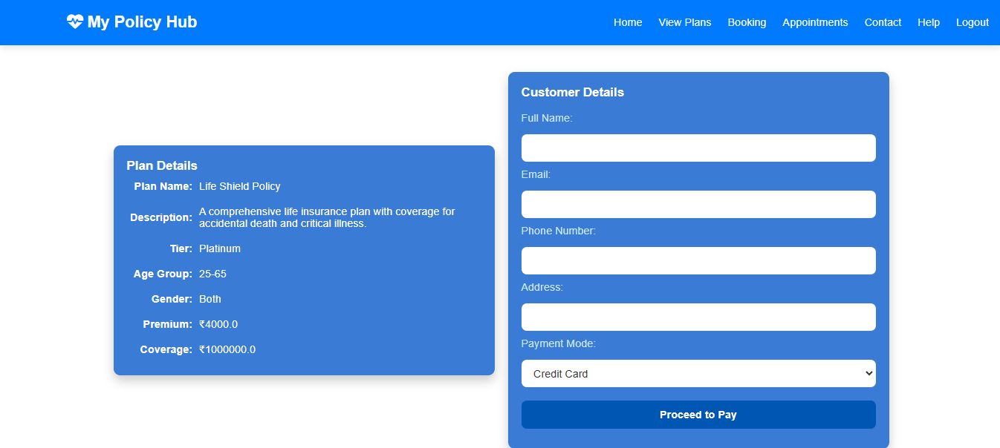 My Policy Hub
Home View Plans Booking Appointments Contact Help Logout
Plan Details
Plan Name: Life Shield Policy
Description: A comprehensive life insurance plan with coverage for
accidental death and critical illness.
Tier: Platinum
Age Group: 25-65
Gender: Both
Premium: ₹4000.0
Coverage: ₹1000000.0
Customer Details
Full Name:
Email:
Phone Number:
Address:
Payment Mode:
Credit Card
Proceed to Pay